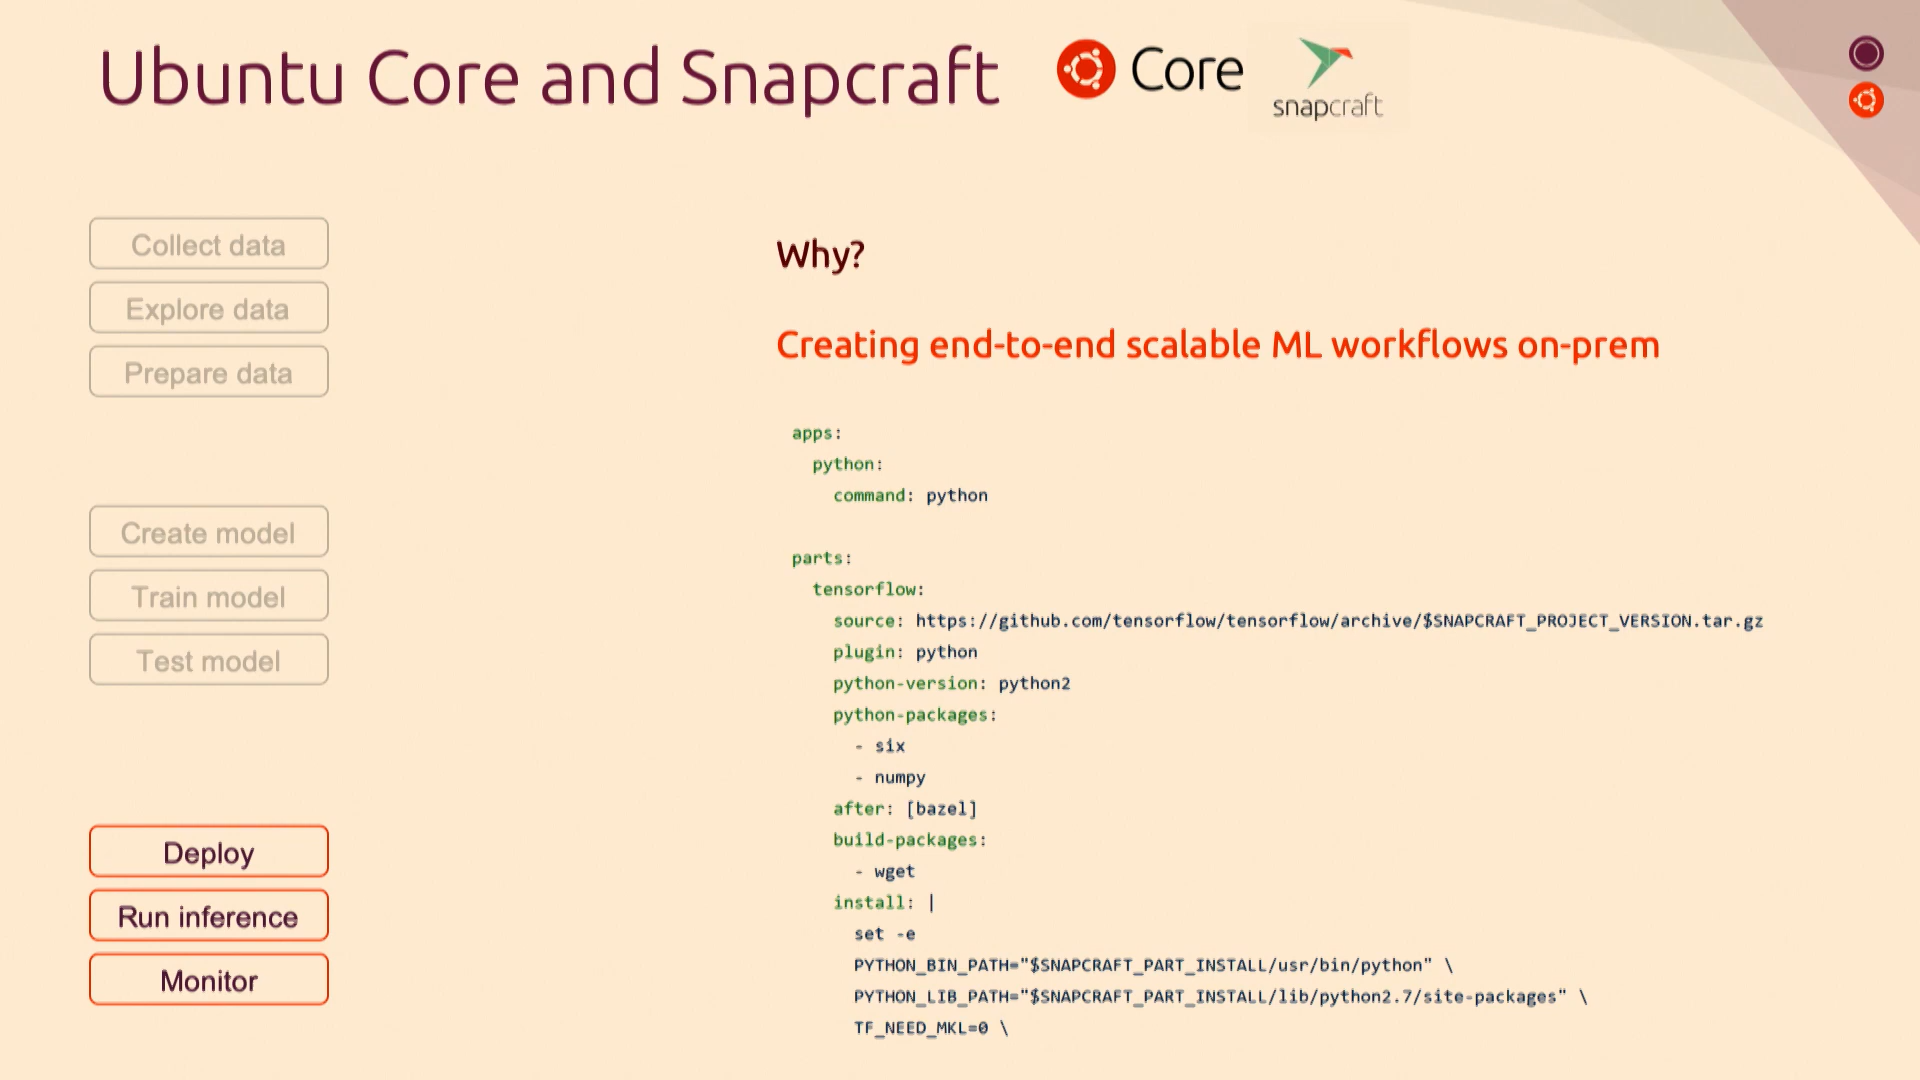 Ubuntu Core and Snapcraft
Core
snapcraft
Collect data
Explore data
Prepare data
Create model
Train model
Test model
Deploy
Run inference
Monitor
Why?
Creating end-to-end scalable ML workflows on-prem
apps:
  python:
    command: python
parts:
  tensorflow:
    source: https://github.com/tensorflow/tensorflow/archive/$SNAPCRAFT_PROJECT_VERSION.tar.gz
    plugin: python
    python-version: python2
    python-packages:
      - six
      - numpy
    after: [bazel]
    build-packages:
      - wget
    install: |
      set -e
      PYTHON_BIN_PATH="$SNAPCRAFT_PART_INSTALL/usr/bin/python" \
      PYTHON_LIB_PATH="$SNAPCRAFT_PART_INSTALL/lib/python2.7/site-packages" \
      TF_NEED_MKL=0 \